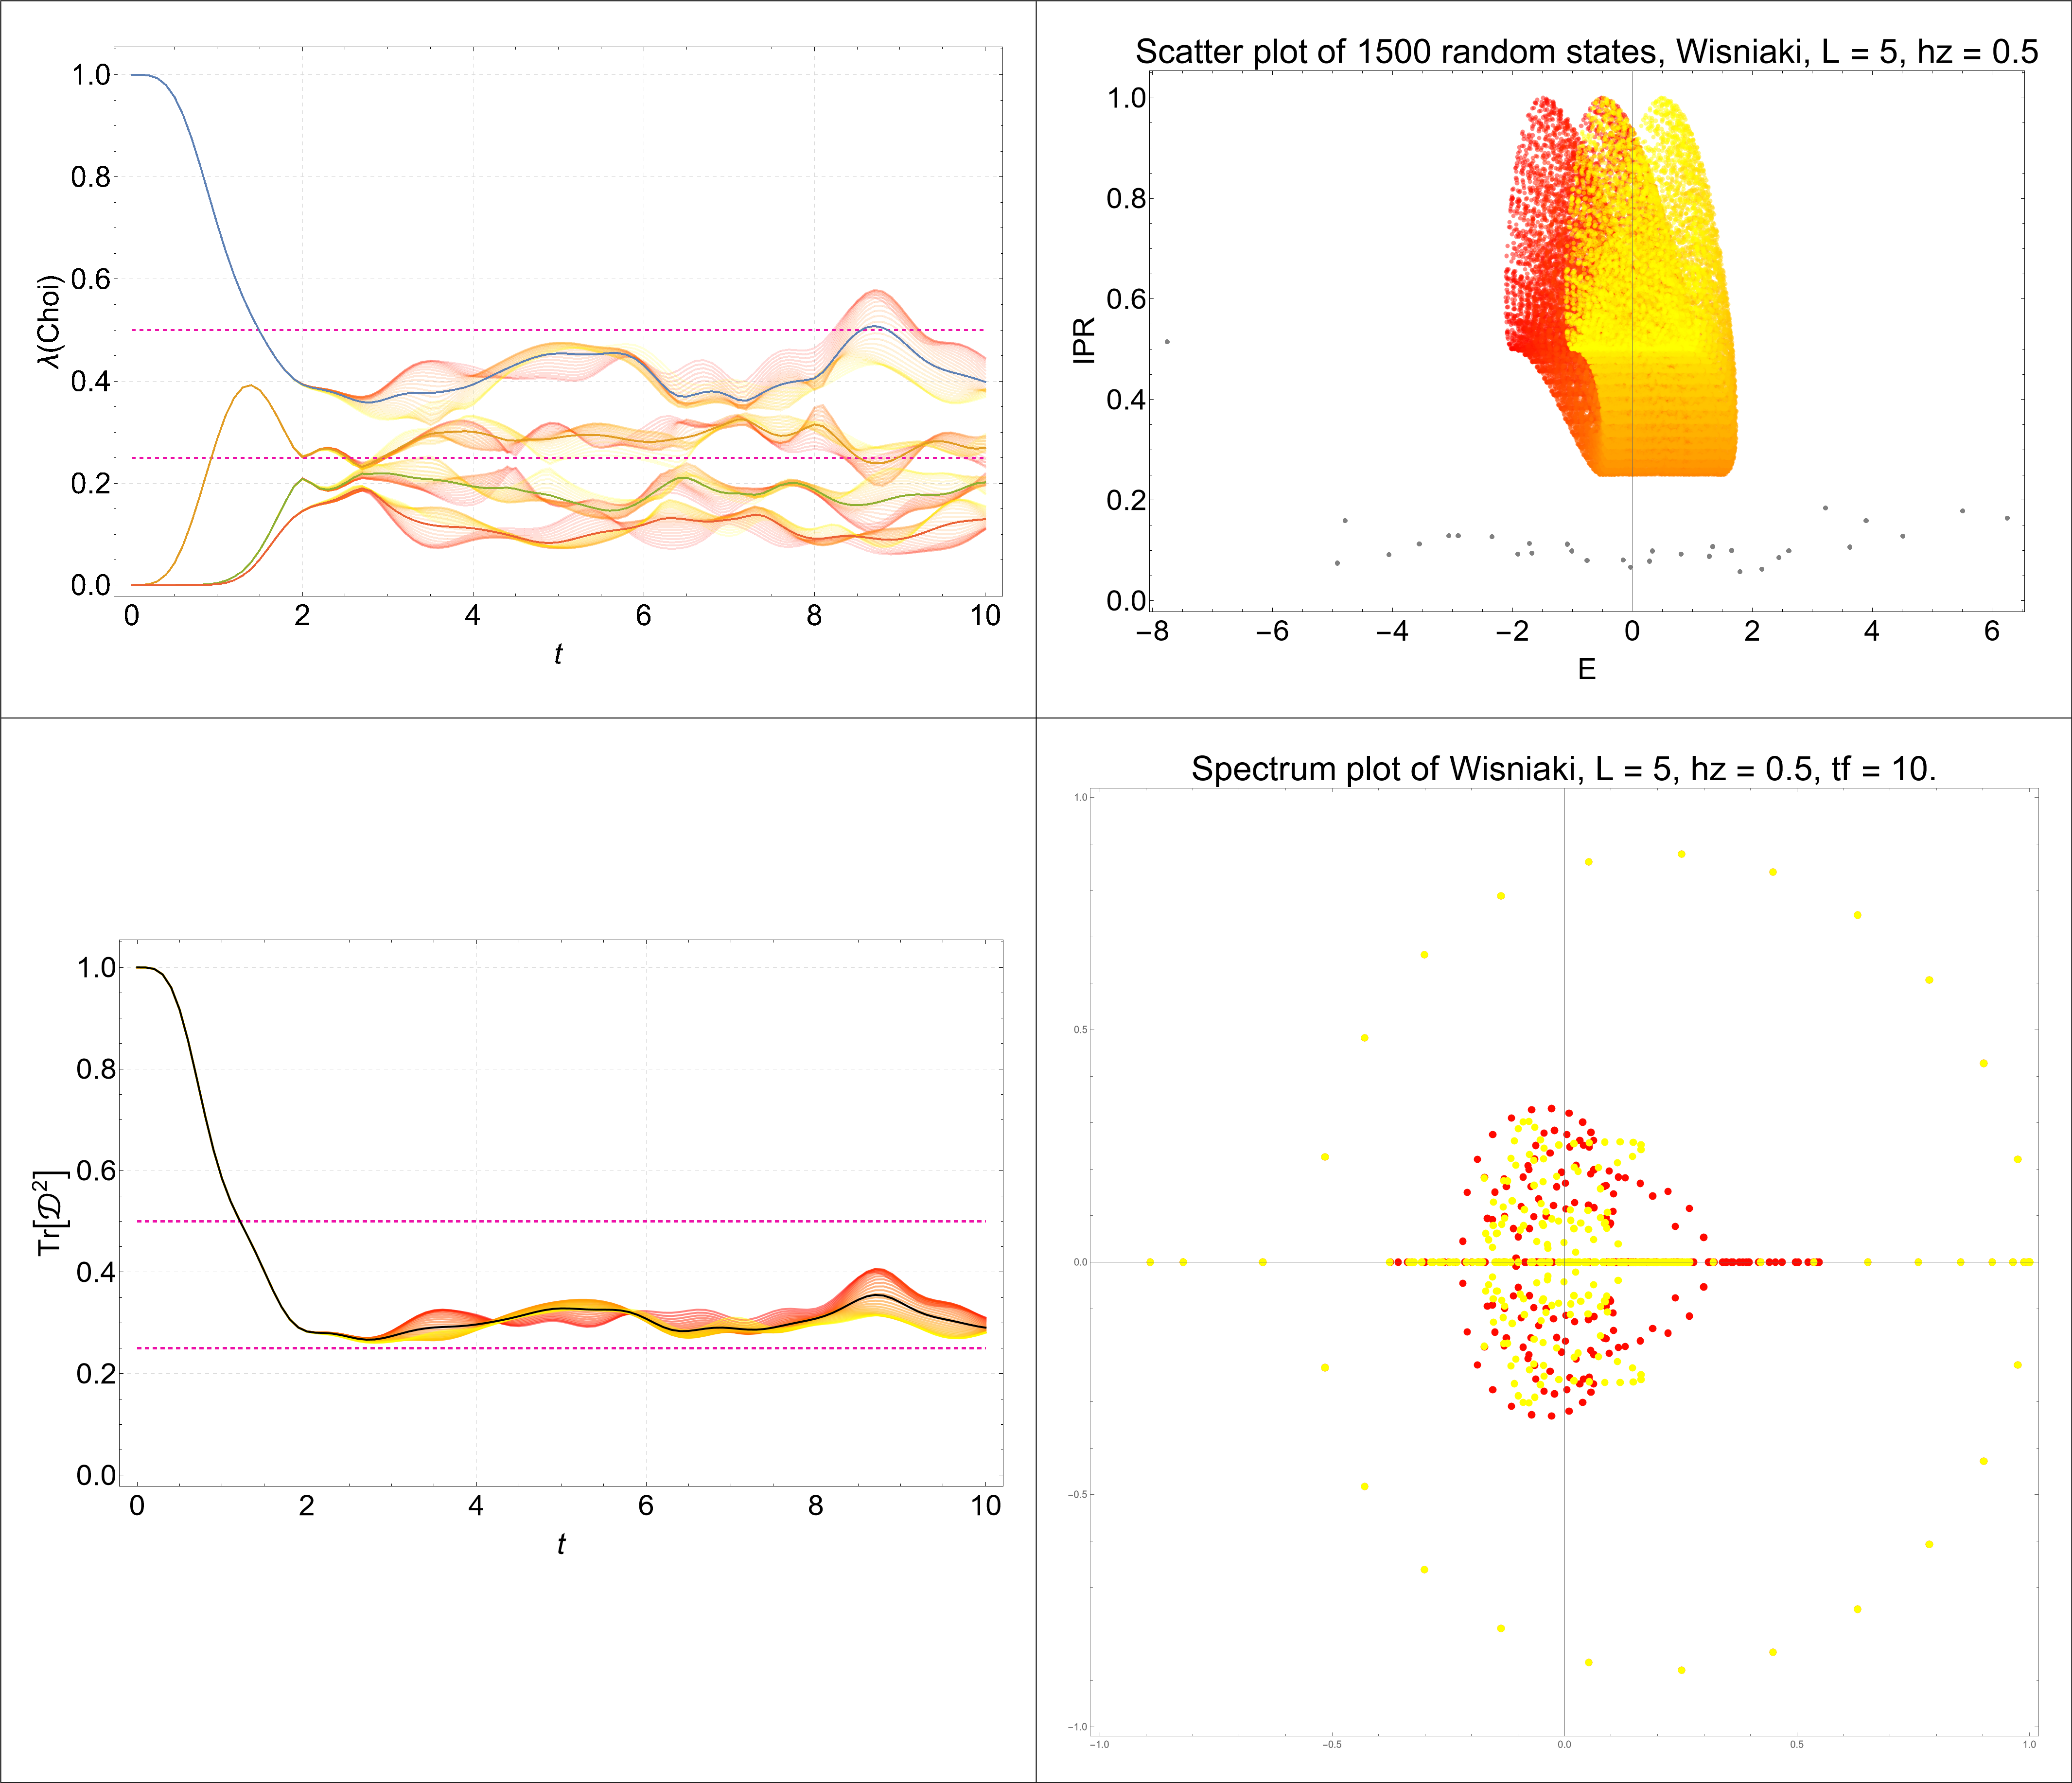 1.0
0.8
0.6
0.4
0.2
0.0
λ(Choi)
0 2 4 6 8 10
t
Scatter plot of 1500 random states, Wisniaki, L = 5, hz = 0.5
1.0
0.8
0.6
0.4
0.2
0.0
IPR
−8 −6 −4 −2 0 2 4 6
E
1.0
0.8
0.6
0.4
0.2
0.0
Tr[𝒟²]
0 2 4 6 8 10
t
Spectrum plot of Wisniaki, L = 5, hz = 0.5, tf = 10.
1.0
0.5
0.0
−0.5
−1.0
−1.0 −0.5 0.0 0.5 1.0